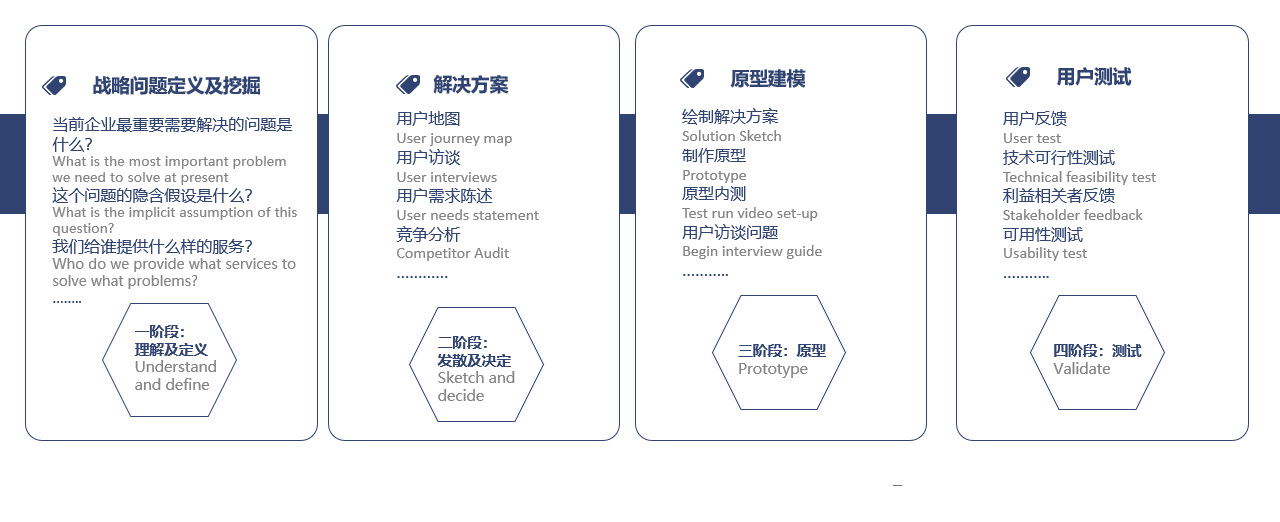 战略问题定义及挖掘
当前企业最重要需要解决的问题是
什么？
What is the most important problem
we need to solve at present
这个问题的隐含假设是什么？
What is the implicit assumption of this
question?
我们给谁提供什么样的服务？
Who do we provide what services to
solve what problems?
........
一阶段：
理解及定义
Understand
and define
解决方案
用户地图
User journey map
用户访谈
User interviews
用户需求陈述
User needs statement
竞争分析
Competitor Audit
............
二阶段：
发散及决定
Sketch and
decide
原型建模
绘制解决方案
Solution Sketch
制作原型
Prototype
原型内测
Test run video set-up
用户访谈问题
Begin interview guide
...........
三阶段：原型
Prototype
用户测试
用户反馈
User test
技术可行性测试
Technical feasibility test
利益相关者反馈
Stakeholder feedback
可用性测试
Usability test
...........
四阶段：测试
Validate